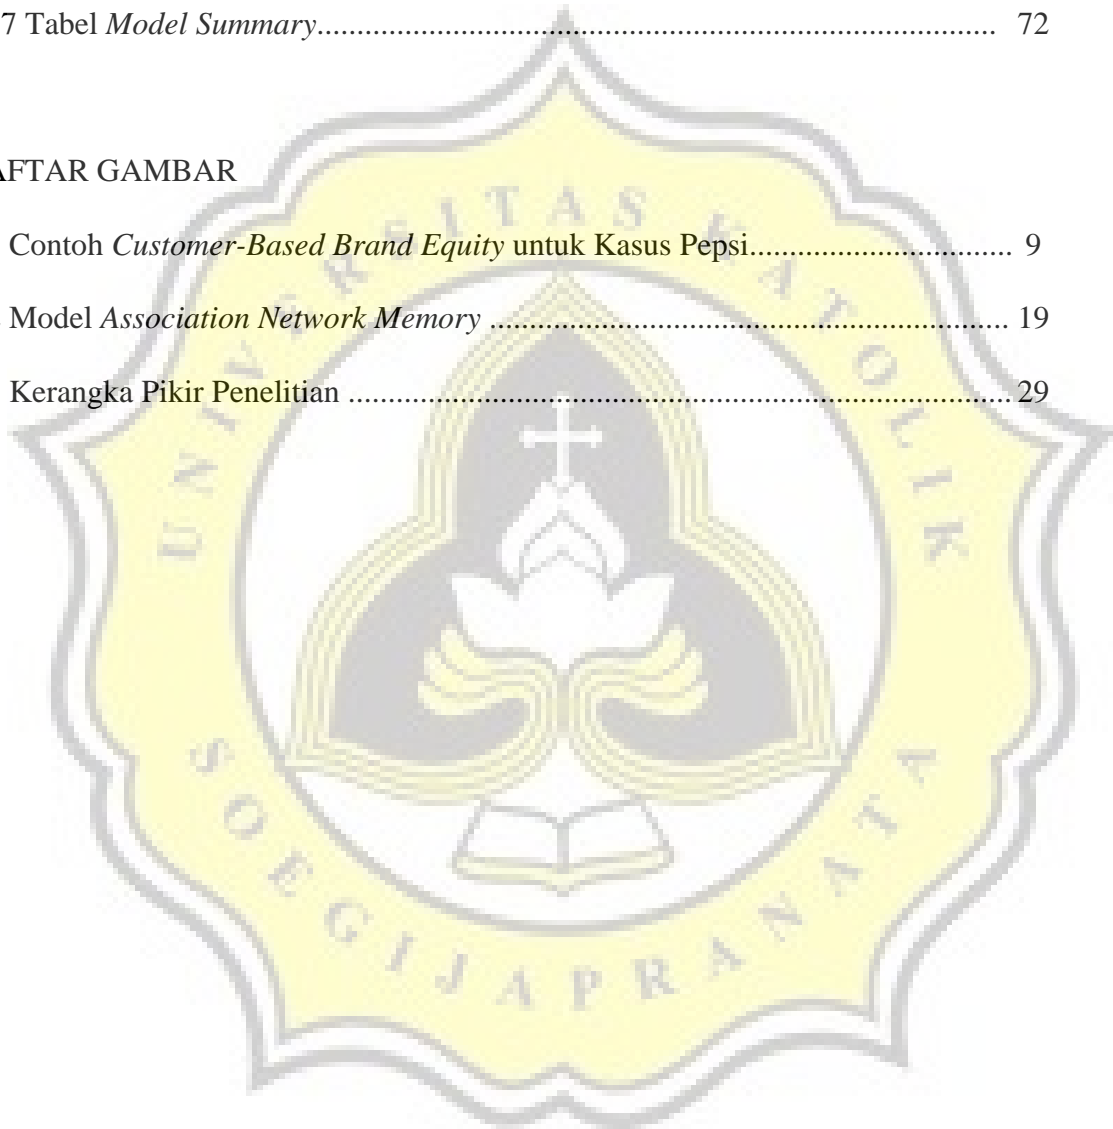 7 Tabel Model Summary..................................................................................... 72
AFTAR GAMBAR
Contoh Customer-Based Brand Equity untuk Kasus Pepsi................................. 9
Model Association Network Memory ................................................................. 19
Kerangka Pikir Penelitian ................................................................................... 29
UNIVERSITAS KATOLIK
SOEGIJAPRANATA